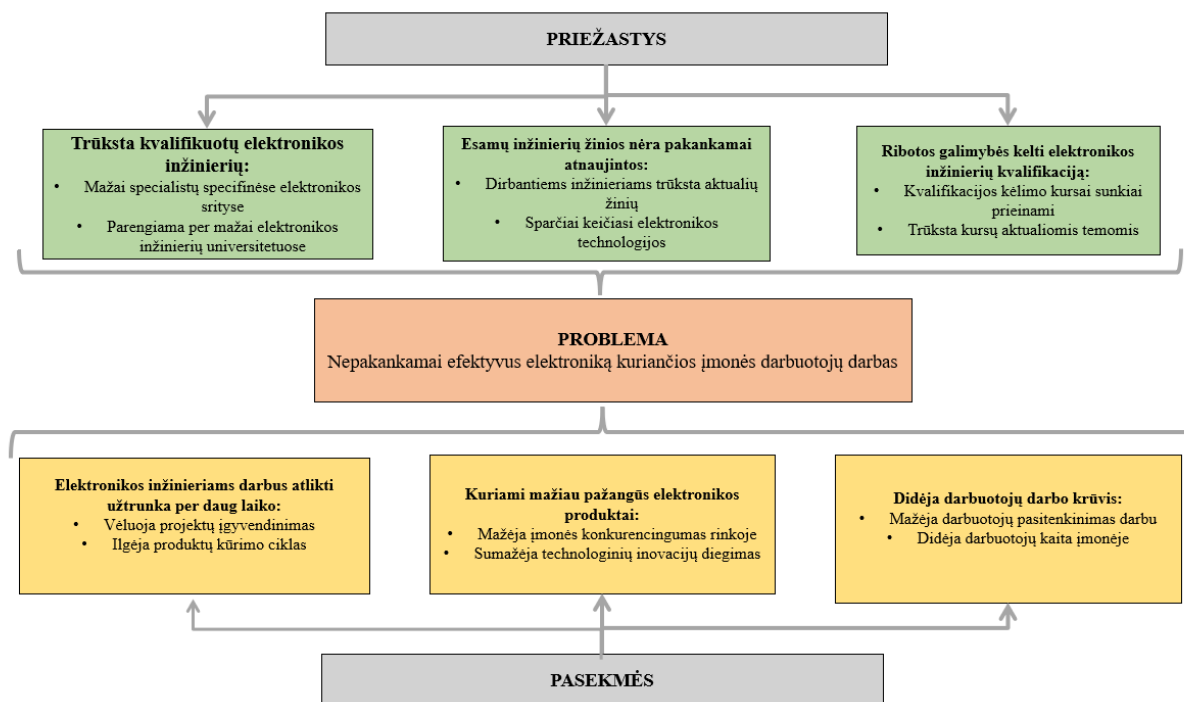 PRIEŽASTYS
Trūksta kvalifikuotų elektronikos
inžinierių:
• Mažai specialistų specifinėse elektronikos
srityse
• Parengiama per mažai elektronikos
inžinierių universitetuose
Esamų inžinierių žinios nėra pakankamai
atnaujintos:
• Dirbantiems inžinieriams trūksta aktualių
žinių
• Sparčiai keičiasi elektronikos
technologijos
Ribotos galimybės kelti elektronikos
inžinierių kvalifikaciją:
• Kvalifikacijos kėlimo kursai sunkiai
prieinami
• Trūksta kursų aktualiomis temomis
PROBLEMA
Nepakankamai efektyvus elektroniką kuriančios įmonės darbuotojų darbas
Elektronikos inžinieriams darbus atlikti
užtrunka per daug laiko:
• Vėluoja projektų įgyvendinimas
• Ilgėja produktų kūrimo ciklas
Kuriami mažiau pažangūs elektronikos
produktai:
• Mažėja įmonės konkurencingumas rinkoje
• Sumažėja technologinių inovacijų diegimas
Didėja darbuotojų darbo krūvis:
• Mažėja darbuotojų pasitenkinimas darbu
• Didėja darbuotojų kaita įmonėje
PASEKMĖS